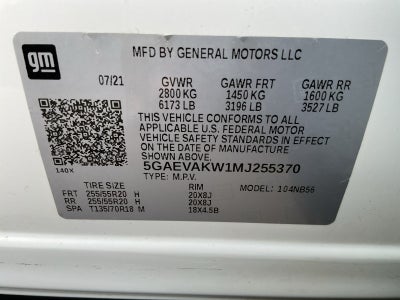 gm
MFD BY GENERAL MOTORS LLC
07/21 GVWR GAWR FRT GAWR RR
2800 KG 1450 KG 1600 KG
6173 LB 3196 LB 3527 LB
THIS VEHICLE CONFORMS TO ALL
APPLICABLE U.S. FEDERAL MOTOR
VEHICLE SAFETY STANDARDS IN EFFECT
ON THE DATE OF MANUFACTURE
SHOWN ABOVE.
140X 5GAEVAKW1MJ255370
TYPE: M.P.V. MODEL: 104NB56
TIRE SIZE RIM
FRT 255/55R20 H 20X8J
RR 255/55R20 H 20X8J
SPA T135/70R18 M 18X4.5B